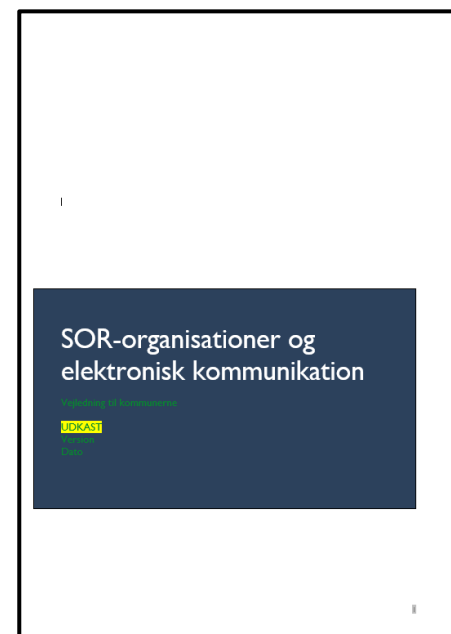 SOR-organisationer og
elektronisk kommunikation
Vejledning til kommunerne
UDKAST
Version
Dato